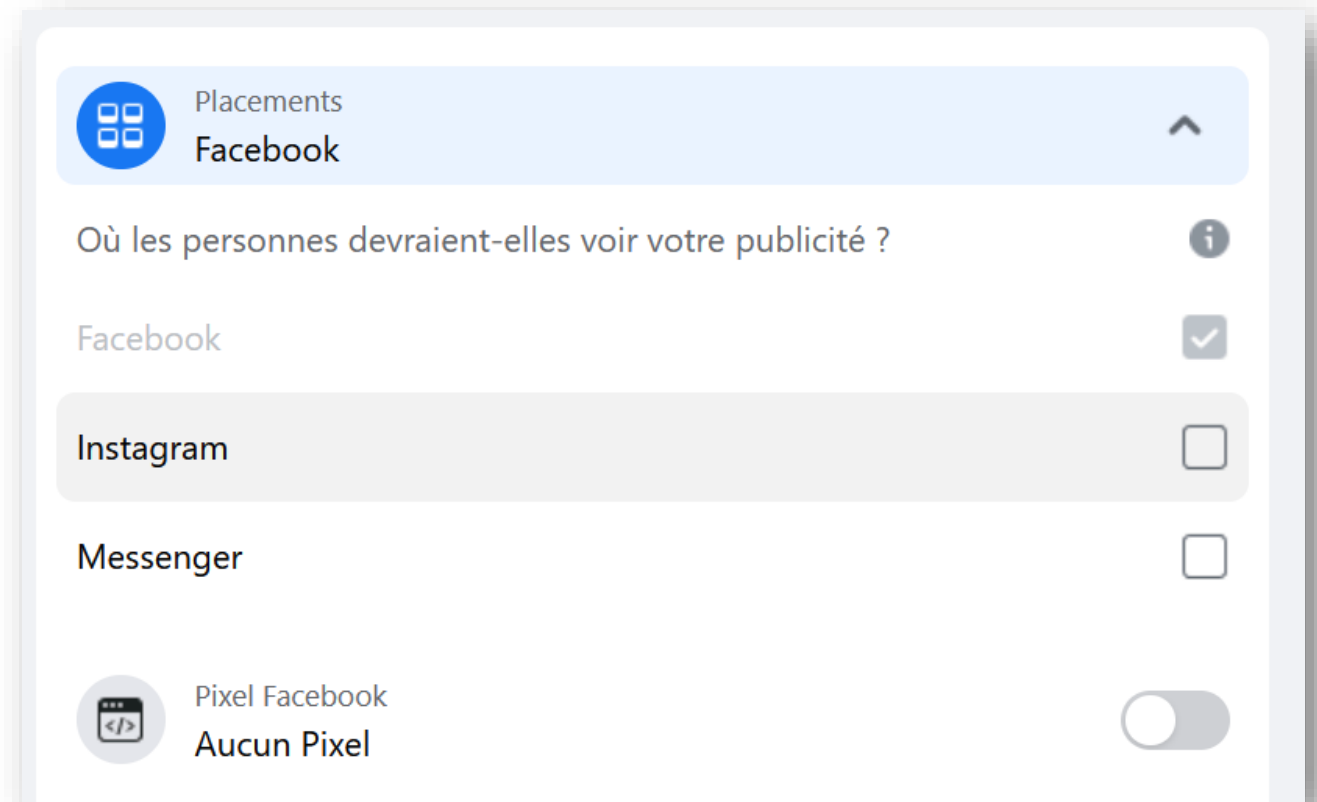 Placements
Facebook
Où les personnes devraient-elles voir votre publicité ?
Facebook
Instagram
Messenger
Pixel Facebook
Aucun Pixel